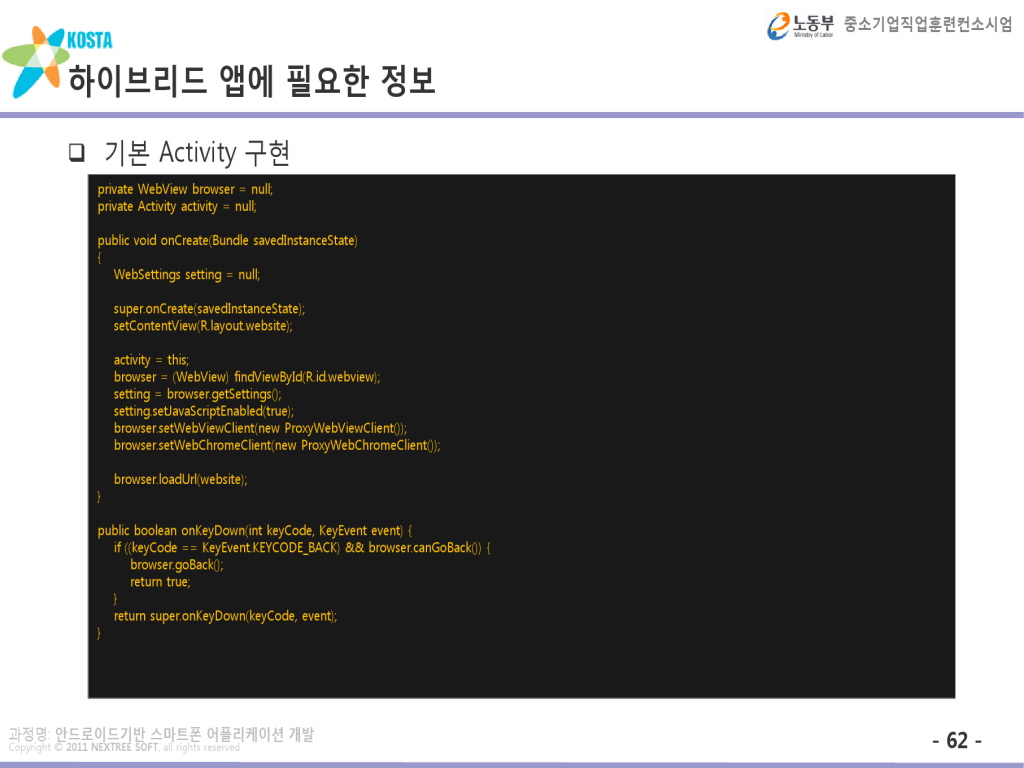 노동부 중소기업직업훈련컨소시엄
Ministry of Labor
KOSTA
하이브리드 앱에 필요한 정보
❑ 기본 Activity 구현
private WebView browser = null;
private Activity activity = null;
public void onCreate(Bundle savedInstanceState)
{
WebSettings setting = null;
super.onCreate(savedInstanceState);
setContentView(R.layout.website);
activity = this;
browser = (WebView) findViewById(R.id.webview);
setting = browser.getSettings();
setting.setJavaScriptEnabled(true);
browser.setWebViewClient(new ProxyWebViewClient());
browser.setWebChromeClient(new ProxyWebChromeClient());
browser.loadUrl(website);
}
public boolean onKeyDown(int keyCode, KeyEvent event) {
if ((keyCode == KeyEvent.KEYCODE_BACK) && browser.canGoBack()) {
browser.goBack();
return true;
}
return super.onKeyDown(keyCode, event);
}
과정명: 안드로이드기반 스마트폰 어플리케이션 개발
Copyright © 2011 NEXTREE SOFT, all rights reserved
- 62 -